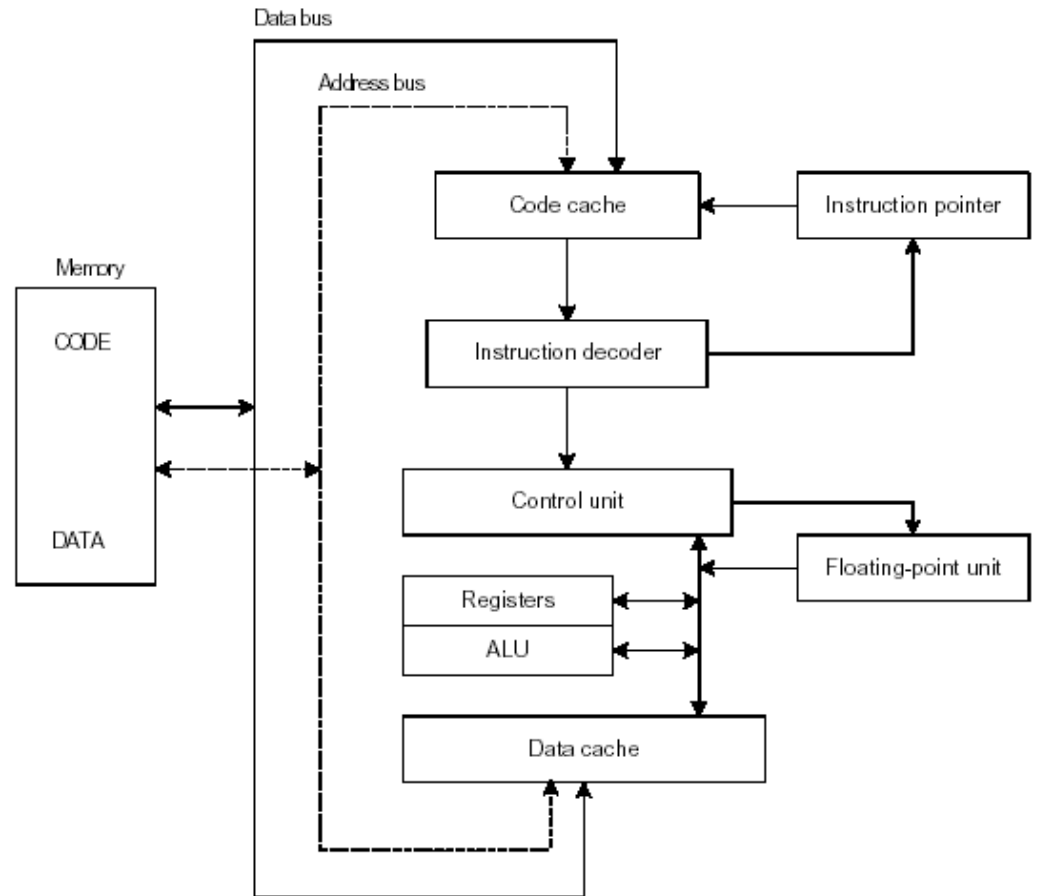 Data bus
Address bus
Code cache
Instruction pointer
Memory
CODE
Instruction decoder
Control unit
DATA
Floating-point unit
Registers
ALU
Data cache